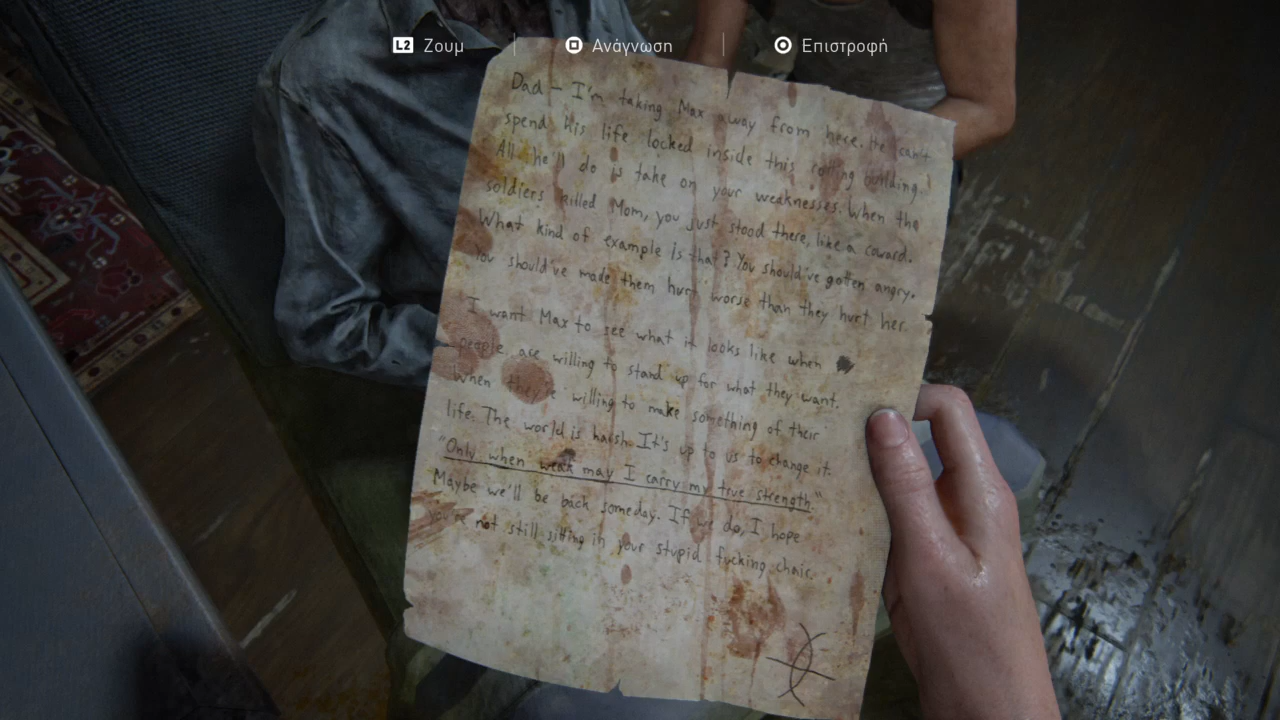 L2 Ζουμ
Ανάγνωση
Επιστροφή
Dad - I'm taking Max away from here. He can't
spend his life locked inside this rotting building.
All he'll do is take on your weaknesses. When the
soldiers killed Mom, you just stood there, like a coward.
What kind of example is that? You should've gotten angry.
You should've made them hurt worse than they hurt her.
I want Max to see what it looks like when
people are willing to stand up for what they want.
When they're willing to make something of their
life. The world is harsh. It's up to us to change it.
"Only when weak may I carry my true strength."
Maybe we'll be back someday. If we do, I hope
you're not still sitting in your stupid fucking chair.